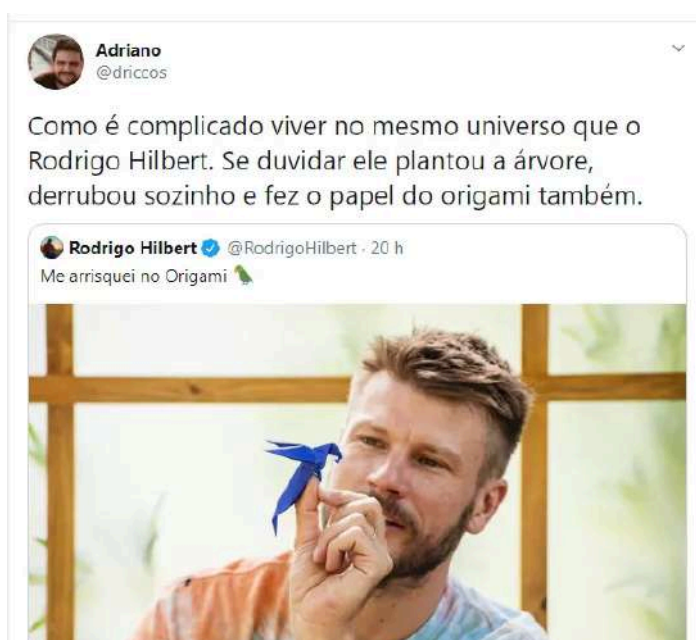 Adriano
@driccos
Como é complicado viver no mesmo universo que o
Rodrigo Hilbert. Se duvidar ele plantou a árvore,
derrubou sozinho e fez o papel do origami também.
Rodrigo Hilbert @RodrigoHilbert · 20 h
Me arrisquei no Origami 🦜